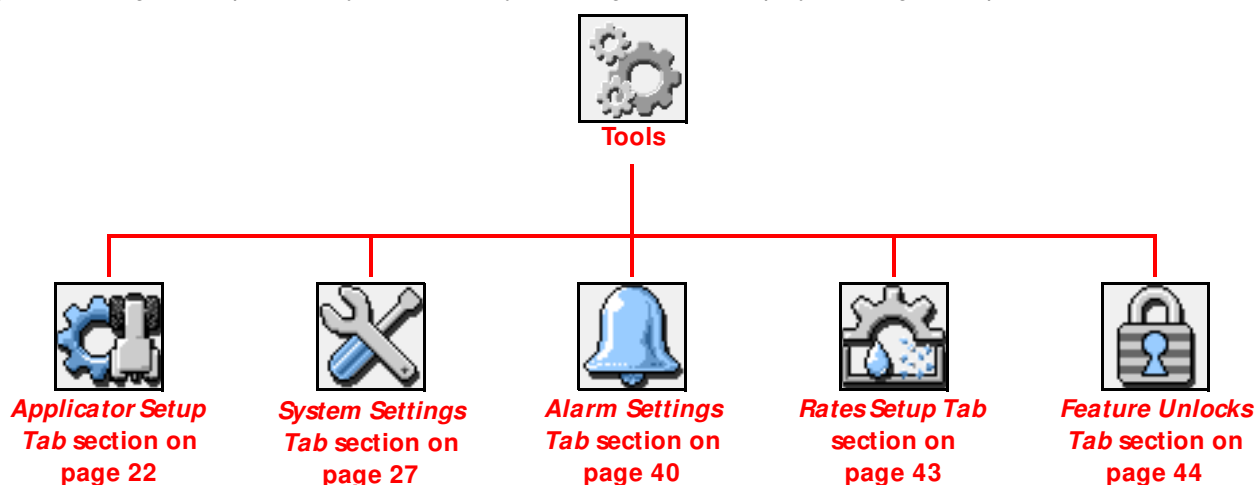 Tools
Applicator Setup
Tab section on
page 22
System Settings
Tab section on
page 27
Alarm Settings
Tab section on
page 40
Rates Setup Tab
section on
page 43
Feature Unlocks
Tab section on
page 44